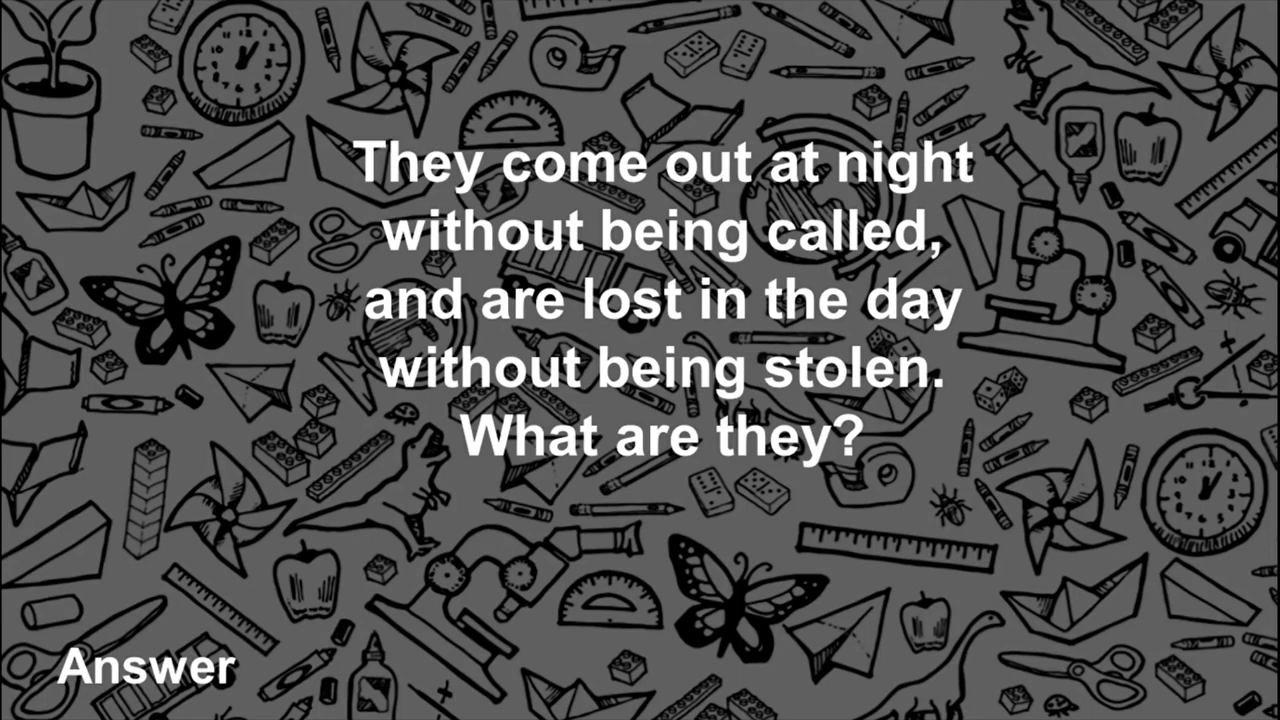 They come out at night
without being called,
and are lost in the day
without being stolen.
What are they?
Answer